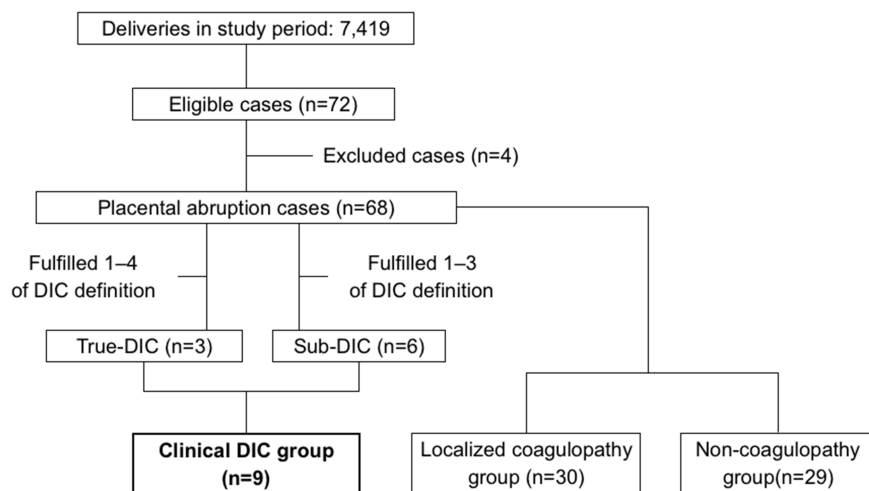 Deliveries in study period: 7,419
Eligible cases (n=72)
Excluded cases (n=4)
Placental abruption cases (n=68)
Fulfilled 1–4
of DIC definition
Fulfilled 1–3
of DIC definition
True-DIC (n=3)
Sub-DIC (n=6)
Clinical DIC group
(n=9)
Localized coagulopathy
group (n=30)
Non-coagulopathy
group(n=29)